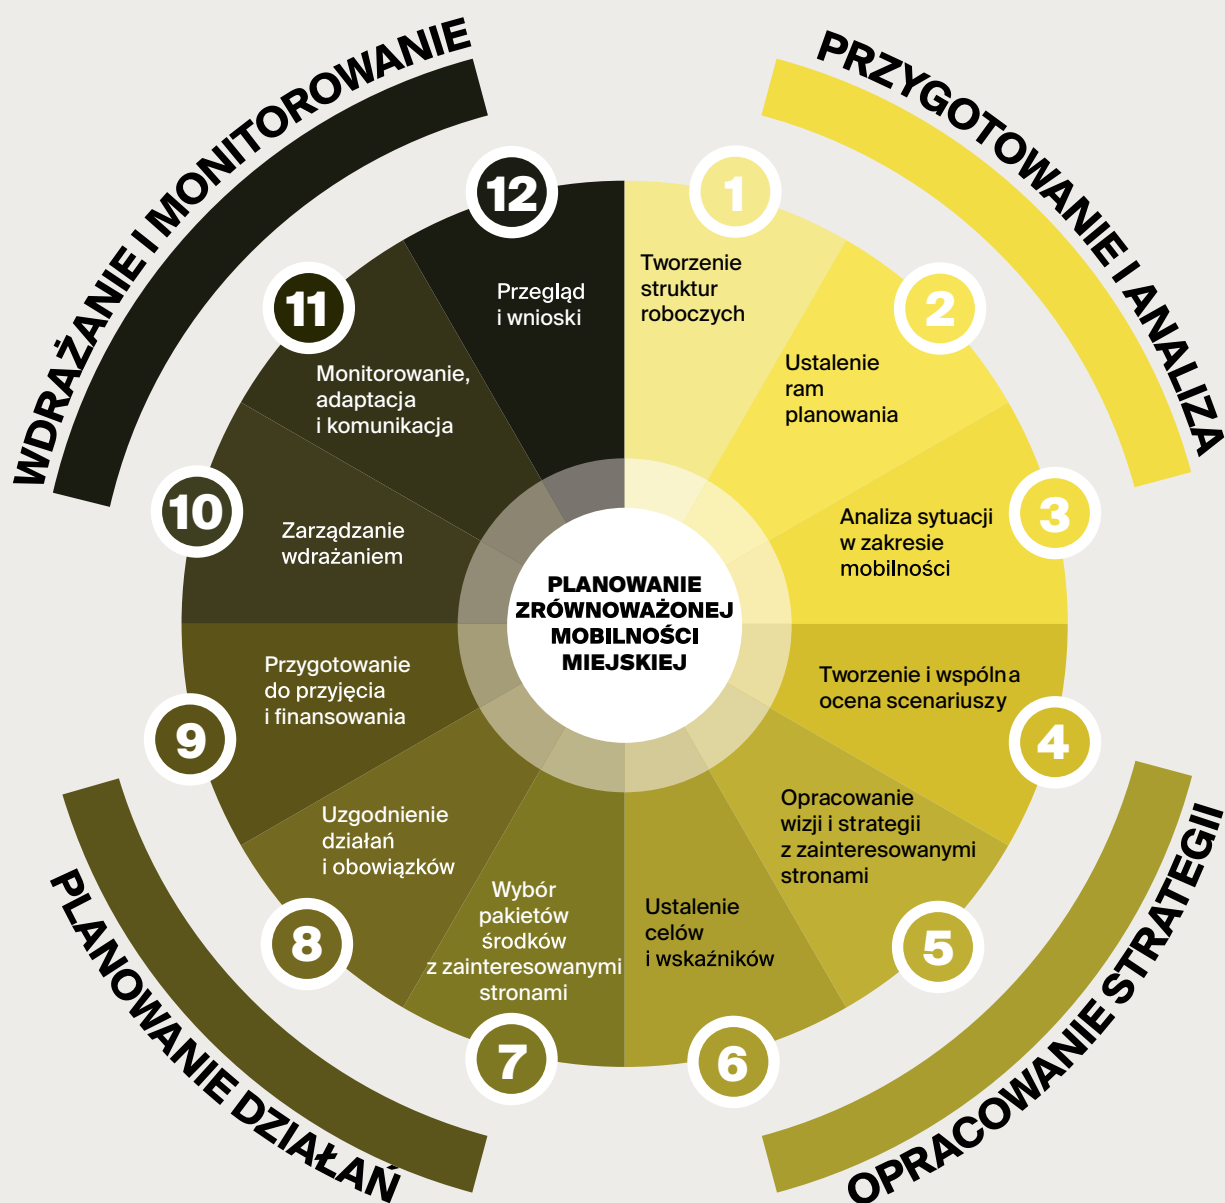 PRZYGOTOWANIE I ANALIZA
1
Tworzenie
struktur
roboczych
2
Ustalenie
ram
planowania
3
Analiza sytuacji
w zakresie
mobilności
OPRACOWANIE STRATEGII
4
Tworzenie i wspólna
ocena scenariuszy
5
Opracowanie
wizji i strategii
z zainteresowanymi
stronami
6
Ustalenie
celów
i wskaźników
PLANOWANIE DZIAŁAŃ
7
Wybór
pakietów
środków
z zainteresowanymi
stronami
8
Uzgodnienie
działań
i obowiązków
9
Przygotowanie
do przyjęcia
i finansowania
WDRAŻANIE I MONITOROWANIE
10
Zarządzanie
wdrażaniem
11
Monitorowanie,
adaptacja
i komunikacja
12
Przegląd
i wnioski
PLANOWANIE
ZRÓWNOWAŻONEJ
MOBILNOŚCI
MIEJSKIEJ